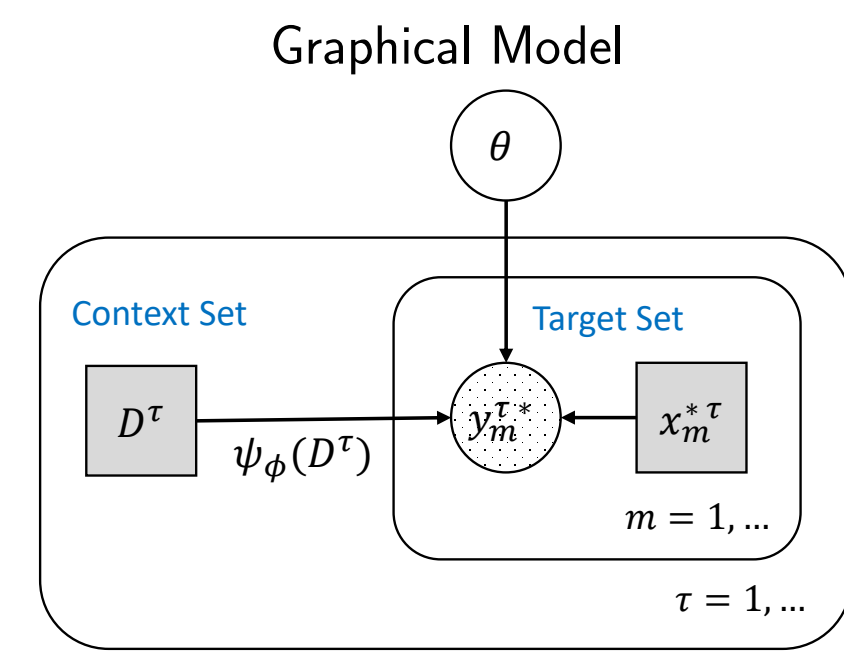 Graphical Model
θ
Context Set
Target Set
D^τ
ψ_ϕ(D^τ)
y_m^{τ *}
x_m^{* τ}
m = 1, …
τ = 1, …